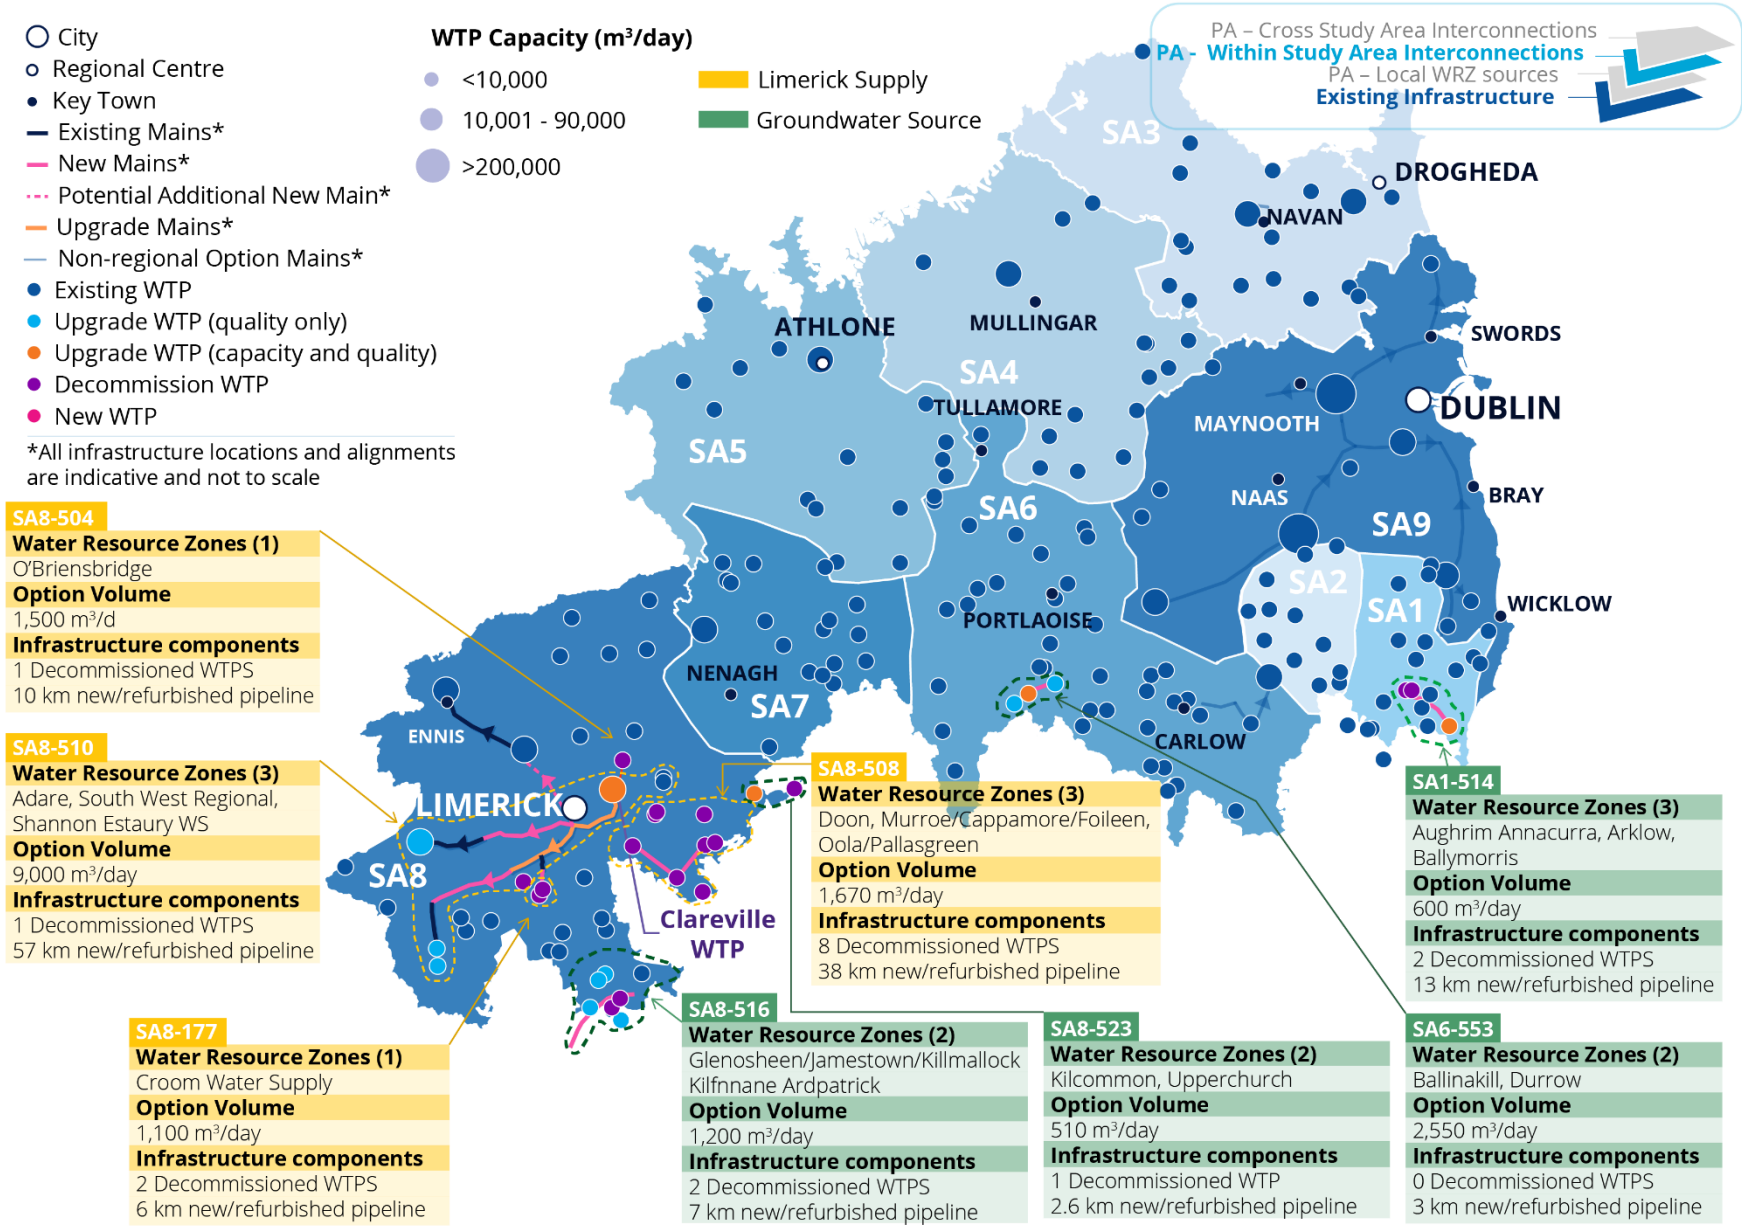 City
Regional Centre
Key Town
Existing Mains*
New Mains*
Potential Additional New Main*
Upgrade Mains*
Non-regional Option Mains*
Existing WTP
Upgrade WTP (quality only)
Upgrade WTP (capacity and quality)
Decommission WTP
New WTP
*All infrastructure locations and alignments
are indicative and not to scale
WTP Capacity (m³/day)
<10,000
10,001 - 90,000
>200,000
Limerick Supply
Groundwater Source
PA – Cross Study Area Interconnections
PA - Within Study Area Interconnections
PA – Local WRZ sources
Existing Infrastructure
SA3
DROGHEDA
NAVAN
ATHLONE
MULLINGAR
SA4
TULLAMORE
SWORDS
DUBLIN
MAYNOOTH
SA5
NAAS
BRAY
SA6
SA9
SA2
SA1
WICKLOW
PORTLAOISE
NENAGH
SA7
ENNIS
CARLOW
LIMERICK
SA8
Clareville
WTP
SA8-504
Water Resource Zones (1)
O’Briensbridge
Option Volume
1,500 m³/d
Infrastructure components
1 Decommissioned WTPS
10 km new/refurbished pipeline
SA8-510
Water Resource Zones (3)
Adare, South West Regional,
Shannon Estaury WS
Option Volume
9,000 m³/day
Infrastructure components
1 Decommissioned WTPS
57 km new/refurbished pipeline
SA8-177
Water Resource Zones (1)
Croom Water Supply
Option Volume
1,100 m³/day
Infrastructure components
2 Decommissioned WTPS
6 km new/refurbished pipeline
SA8-508
Water Resource Zones (3)
Doon, Murroe/Cappamore/Foileen,
Oola/Pallasgreen
Option Volume
1,670 m³/day
Infrastructure components
8 Decommissioned WTPS
38 km new/refurbished pipeline
SA8-516
Water Resource Zones (2)
Glenosheen/Jamestown/Killmallock
Kilfnnane Ardpatrick
Option Volume
1,200 m³/day
Infrastructure components
2 Decommissioned WTPS
7 km new/refurbished pipeline
SA8-523
Water Resource Zones (2)
Kilcommon, Upperchurch
Option Volume
510 m³/day
Infrastructure components
1 Decommissioned WTP
2.6 km new/refurbished pipeline
SA1-514
Water Resource Zones (3)
Aughrim Annacurra, Arklow,
Ballymorris
Option Volume
600 m³/day
Infrastructure components
2 Decommissioned WTPS
13 km new/refurbished pipeline
SA6-553
Water Resource Zones (2)
Ballinakill, Durrow
Option Volume
2,550 m³/day
Infrastructure components
0 Decommissioned WTPS
3 km new/refurbished pipeline